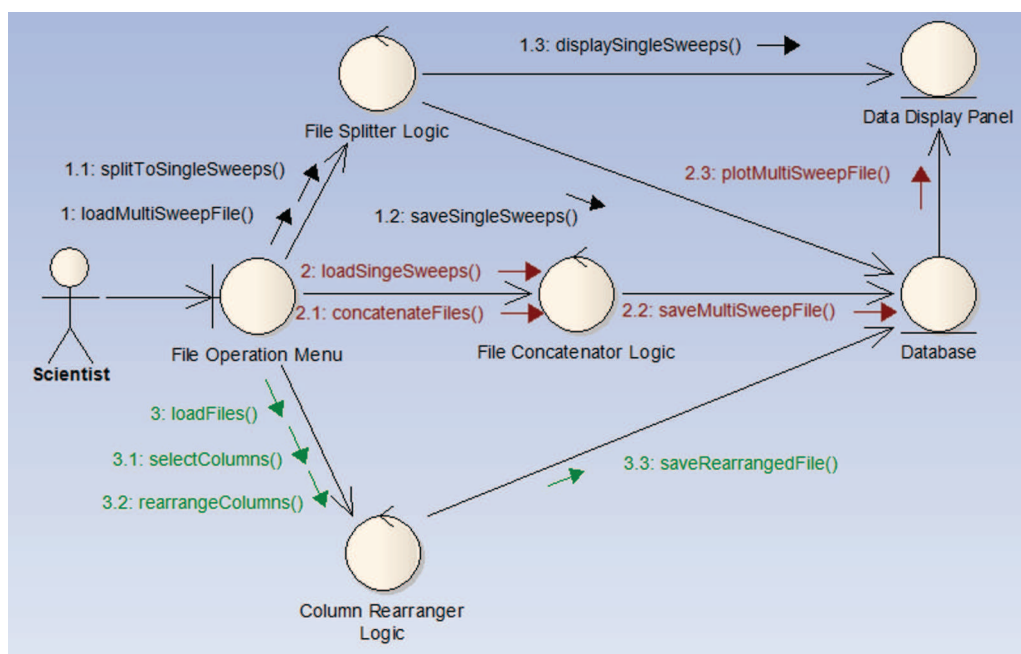 1.3: displaySingleSweeps()
File Splitter Logic
Data Display Panel
1.1: splitToSingleSweeps()
2.3: plotMultiSweepFile()
1: loadMultiSweepFile()
1.2: saveSingleSweeps()
2: loadSingeSweeps()
2.1: concatenateFiles()
2.2: saveMultiSweepFile()
File Operation Menu
File Concatenator Logic
Database
Scientist
3: loadFiles()
3.1: selectColumns()
3.3: saveRearrangedFile()
3.2: rearrangeColumns()
Column Rearranger
Logic